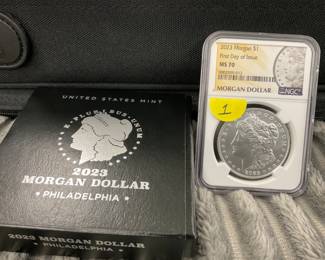 UNITED STATES MINT
E·PLURIBUS·UNUM
2023
MORGAN DOLLAR
PHILADELPHIA
2023 MORGAN DOLLAR
PHILADELPHIA
2023 Morgan $1
First Day of Issue
MS 70
MORGAN DOLLAR
NGC
1
2023